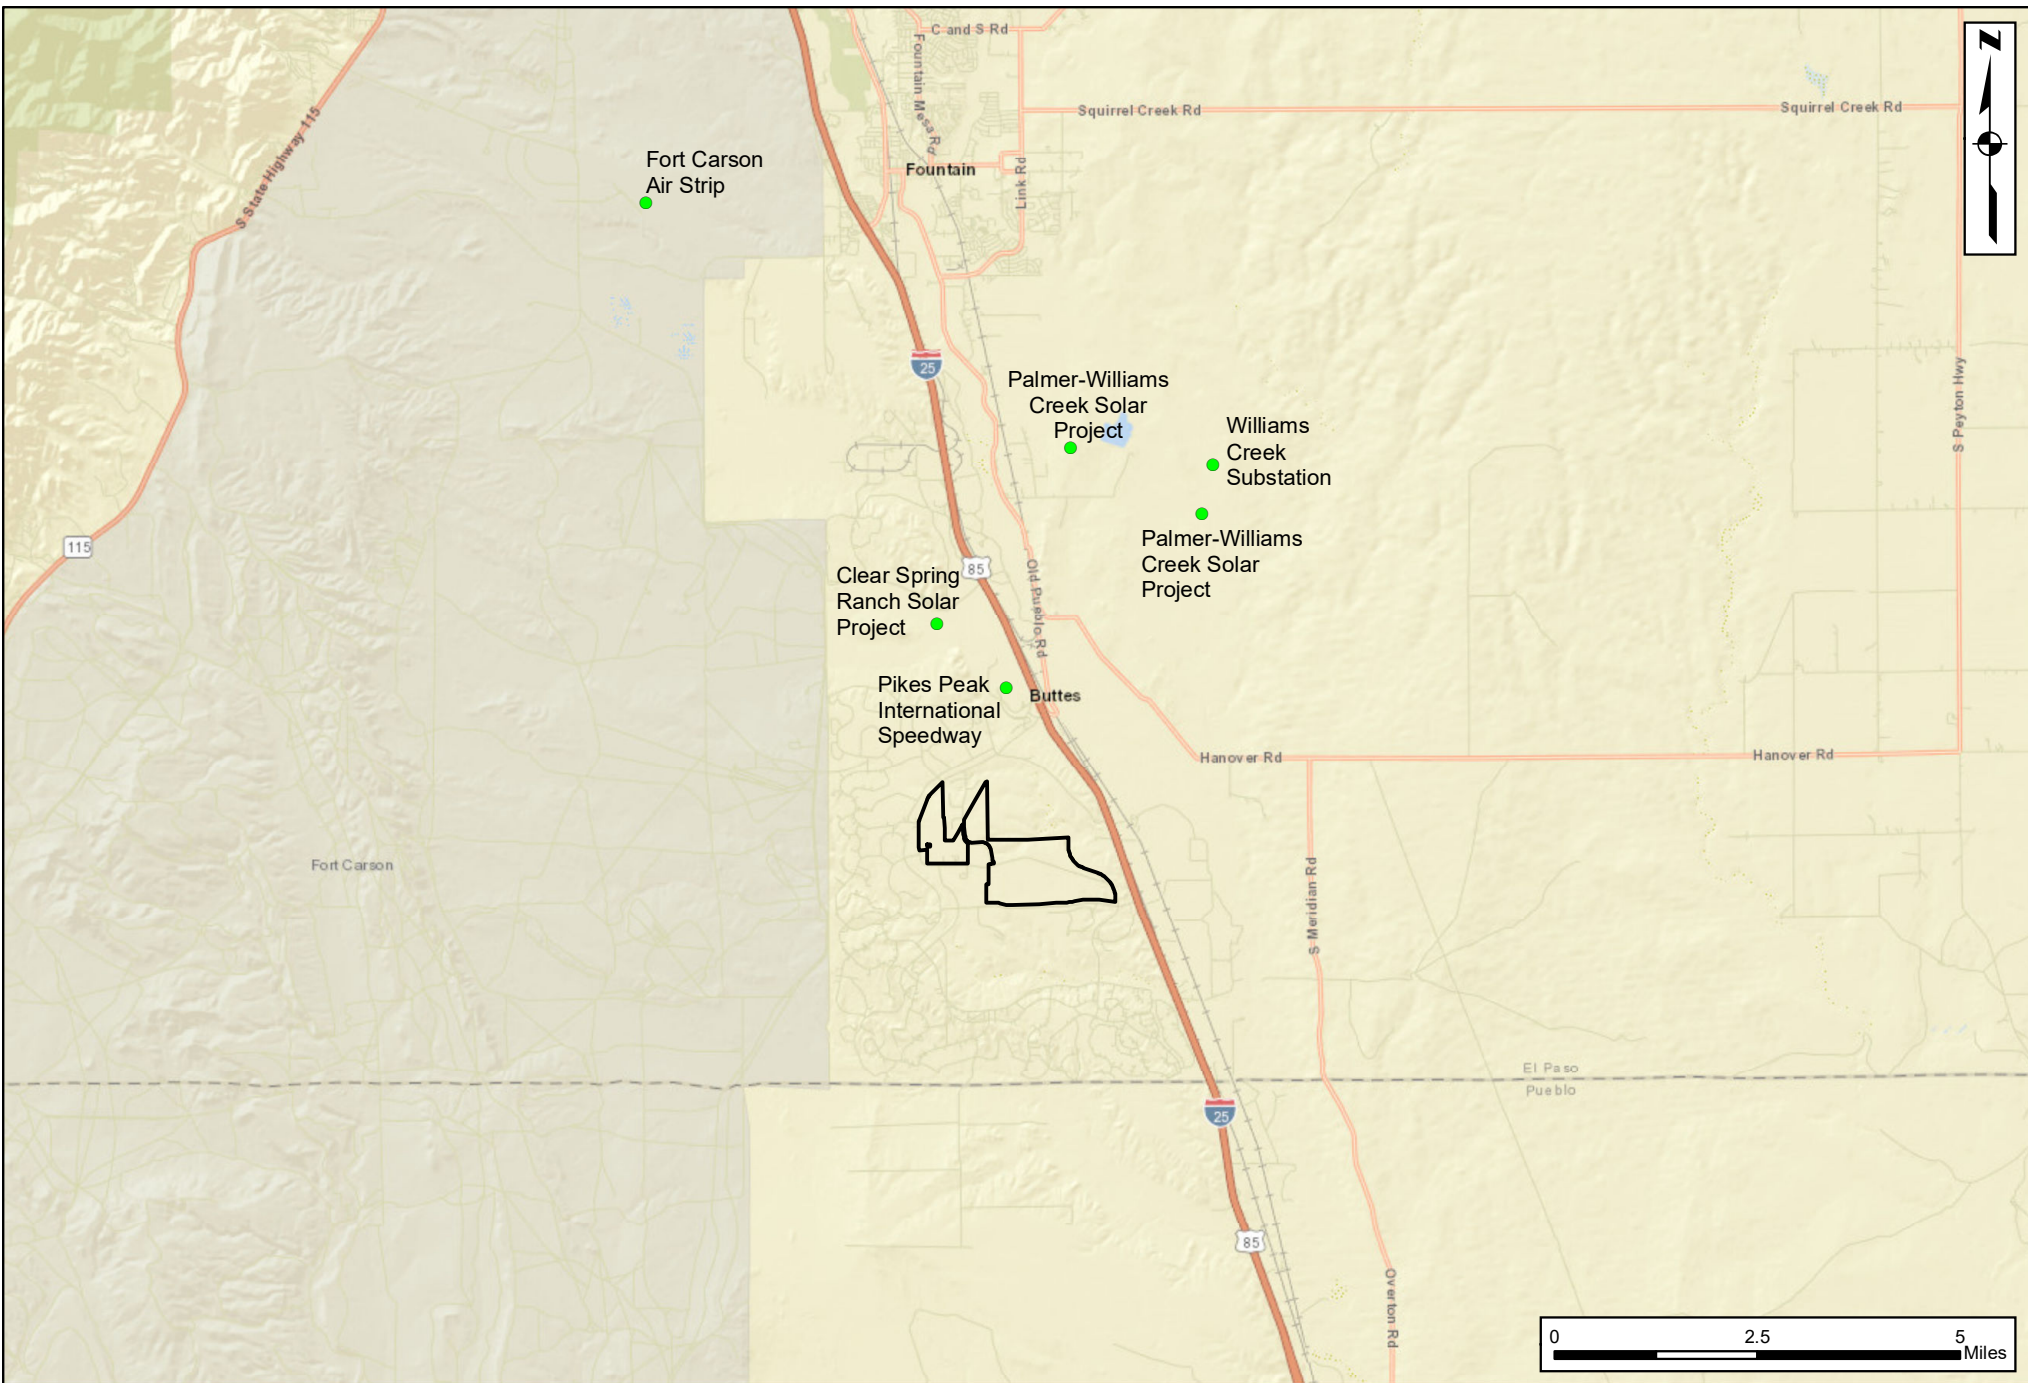 C and S Rd
Fountain Mesa Rd
Squirrel Creek Rd
Squirrel Creek Rd
N
S State Highway 115
Fort Carson
Air Strip
Fountain
Link Rd
25
Palmer-Williams
Creek Solar
Project
Williams
Creek
Substation
S Peyton Hwy
115
85
Palmer-Williams
Creek Solar
Project
Clear Spring
Ranch Solar
Project
Old Pueblo Rd
Pikes Peak
International
Speedway
Buttes
Hanover Rd
Hanover Rd
Fort Carson
S Meridian Rd
El Paso
Pueblo
25
85
Overton Rd
0 2.5 5
Miles